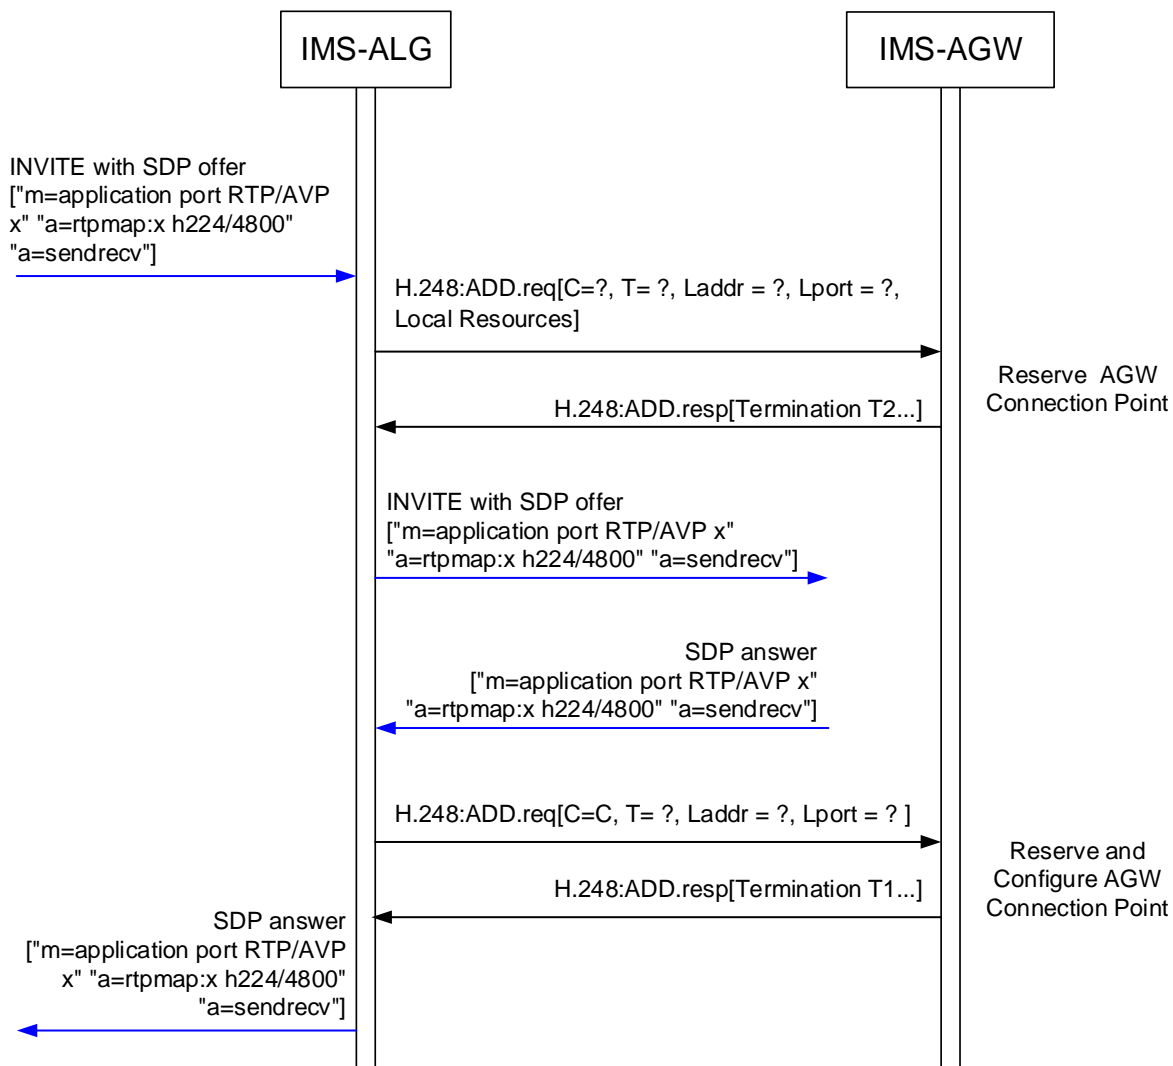 IMS-ALG
IMS-AGW
INVITE with SDP offer
["m=application port RTP/AVP
x" "a=rtpmap:x h224/4800"
"a=sendrecv"]
H.248:ADD.req[C=?, T= ?, Laddr = ?, Lport = ?,
Local Resources]
Reserve  AGW
Connection Point
H.248:ADD.resp[Termination T2...]
INVITE with SDP offer
["m=application port RTP/AVP x"
"a=rtpmap:x h224/4800" "a=sendrecv"]
SDP answer
["m=application port RTP/AVP x"
"a=rtpmap:x h224/4800" "a=sendrecv"]
H.248:ADD.req[C=C, T= ?, Laddr = ?, Lport = ? ]
Reserve and
Configure AGW
Connection Point
H.248:ADD.resp[Termination T1...]
SDP answer
["m=application port RTP/AVP
x" "a=rtpmap:x h224/4800"
"a=sendrecv"]